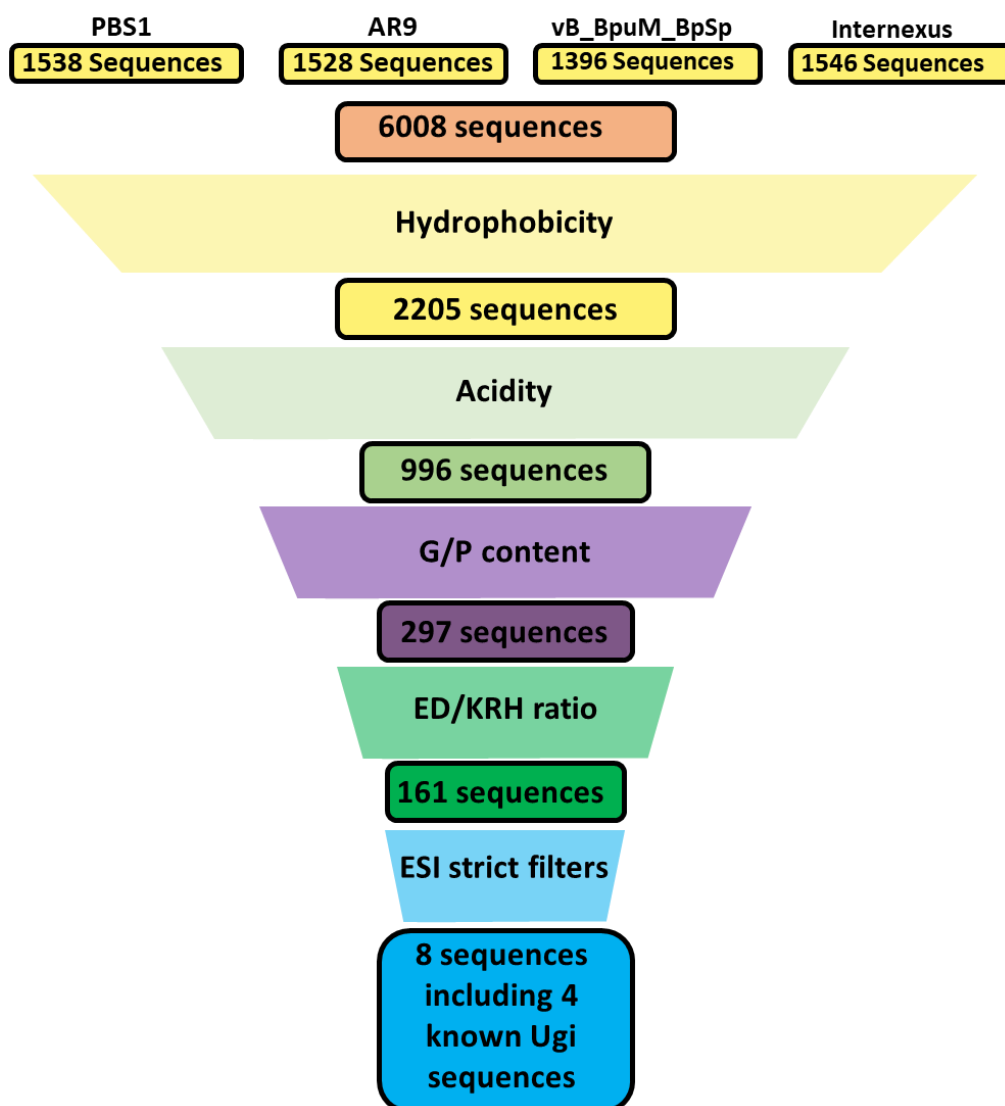 PBS1 AR9 vB_BpuM_BpSp Internexus
1538 Sequences 1528 Sequences 1396 Sequences 1546 Sequences
6008 sequences
Hydrophobicity
2205 sequences
Acidity
996 sequences
G/P content
297 sequences
ED/KRH ratio
161 sequences
ESI strict filters
8 sequences
including 4
known Ugi
sequences